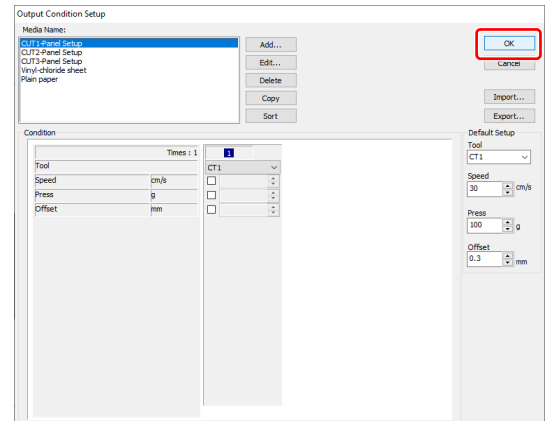 Output Condition Setup
Media Name:
CUT1-Panel Setup
CUT2-Panel Setup
CUT3-Panel Setup
Vinyl-chloride sheet
Plain paper
Add...
Edit...
Delete
Copy
Sort
OK
Cancel
Import...
Export...
Condition
Times : 1
1
Tool
CT1
Speed cm/s
Press g
Offset mm
Default Setup
Tool
CT1
Speed
30 cm/s
Press
100 g
Offset
0.3 mm